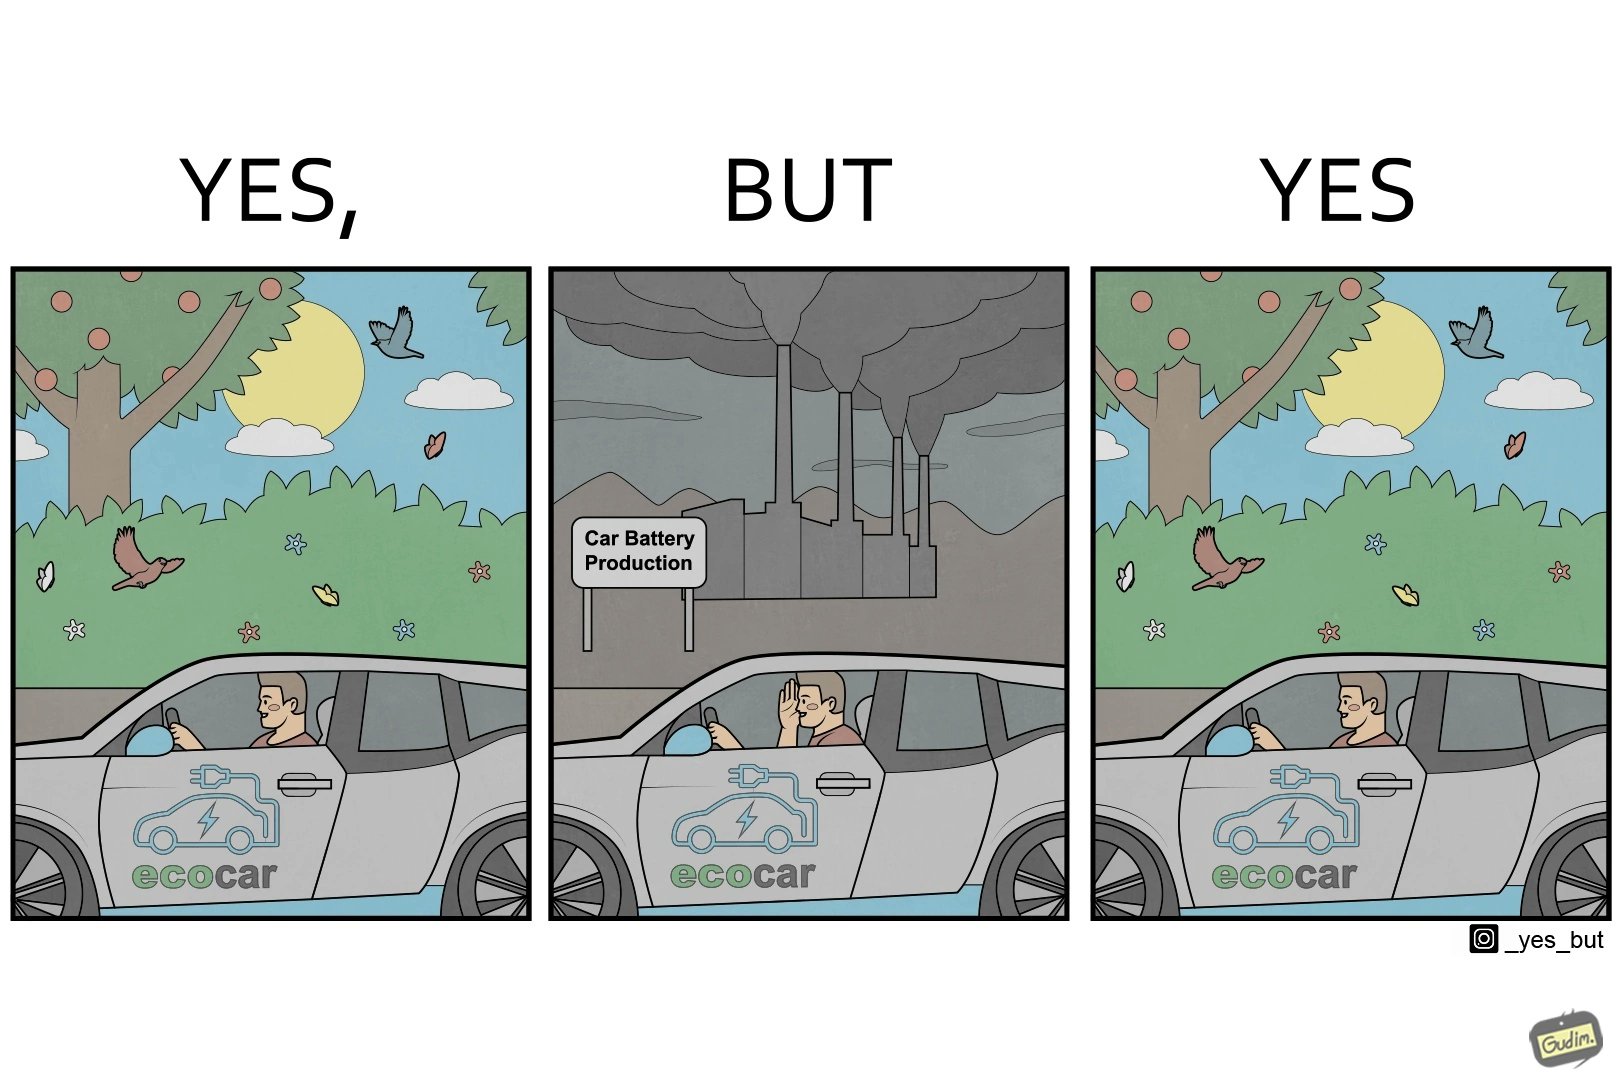 YES,
BUT
YES
ecocar
Car Battery
Production
ecocar
ecocar
_yes_but
Gudim.